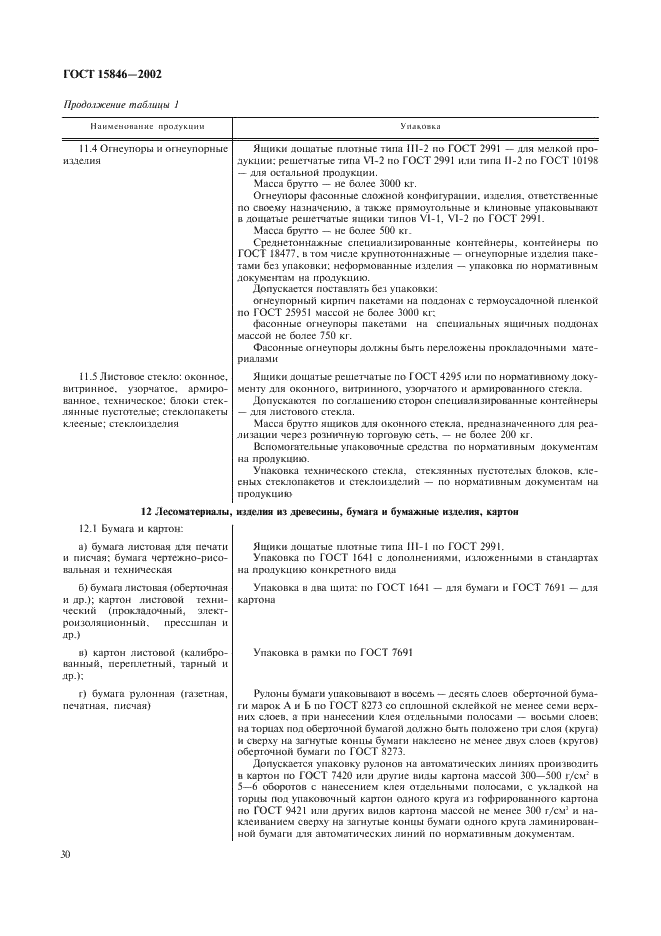 ГОСТ 15846—2002
Продолжение таблицы 1
Наименование продукции
Упаковка
11.4 Огнеупоры и огнеупорные
изделия
Ящики дощатые плотные типа III-2 по ГОСТ 2991 — для мелкой про-
дукции; решетчатые типа VI-2 по ГОСТ 2991 или типа II-2 по ГОСТ 10198
— для остальной продукции.
Масса брутто — не более 3000 кг.
Огнеупоры фасонные сложной конфигурации, изделия, ответственные
по своему назначению, а также прямоугольные и клиновые упаковывают
в дощатые решетчатые ящики типов VI-1, VI-2 по ГОСТ 2991.
Масса брутто — не более 500 кг.
Среднетоннажные специализированные контейнеры, контейнеры по
ГОСТ 18477, в том числе крупнотоннажные — огнеупорные изделия паке-
тами без упаковки; неформованные изделия — упаковка по нормативным
документам на продукцию.
Допускается поставлять без упаковки:
огнеупорный кирпич пакетами на поддонах с термоусадочной пленкой
по ГОСТ 25951 массой не более 3000 кг;
фасонные огнеупоры пакетами на специальных ящичных поддонах
массой не более 750 кг.
Фасонные огнеупоры должны быть переложены прокладочными мате-
риалами
11.5 Листовое стекло: оконное,
витринное, узорчатое, армиро-
ванное, техническое; блоки стек-
лянные пустотелые; стеклопакеты
клееные; стеклоизделия
Ящики дощатые решетчатые по ГОСТ 4295 или по нормативному доку-
менту для оконного, витринного, узорчатого и армированного стекла.
Допускаются по соглашению сторон специализированные контейнеры
— для листового стекла.
Масса брутто ящиков для оконного стекла, предназначенного для реа-
лизации через розничную торговую сеть, — не более 200 кг.
Вспомогательные упаковочные средства по нормативным документам
на продукцию.
Упаковка технического стекла, стеклянных пустотелых блоков, кле-
еных стеклопакетов и стеклоизделий — по нормативным документам на
продукцию
12 Лесоматериалы, изделия из древесины, бумага и бумажные изделия, картон
12.1 Бумага и картон:
а) бумага листовая для печати
и писчая; бумага чертежно-рисо-
вальная и техническая
Ящики дощатые плотные типа III-1 по ГОСТ 2991.
Упаковка по ГОСТ 1641 с дополнениями, изложенными в стандартах
на продукцию конкретного вида
б) бумага листовая (оберточная
и др.); картон листовой техни-
ческий (прокладочный, элект-
роизоляционный, прессшпан и
др.)
Упаковка в два щита: по ГОСТ 1641 — для бумаги и ГОСТ 7691 — для
картона
в) картон листовой (калибро-
ванный, переплетный, тарный и
др.);
Упаковка в рамки по ГОСТ 7691
г) бумага рулонная (газетная,
печатная, писчая)
Рулоны бумаги упаковывают в восемь — десять слоев оберточной бума-
ги марок А и Б по ГОСТ 8273 со сплошной склейкой не менее семи верх-
них слоев, а при нанесении клея отдельными полосами — восьми слоев;
на торцах под оберточной бумагой должно быть положено три слоя (круга)
и сверху на загнутые концы бумаги наклеено не менее двух слоев (кругов)
оберточной бумаги по ГОСТ 8273.
Допускается упаковку рулонов на автоматических линиях производить
в картон по ГОСТ 7420 или другие виды картона массой 300—500 г/см² в
5—6 оборотов с нанесением клея отдельными полосами, с укладкой на
торцы под упаковочный картон одного круга из гофрированного картона
по ГОСТ 9421 или других видов картона массой не менее 300 г/см² и на-
клеиванием сверху на загнутые концы бумаги одного круга ламинирован-
ной бумаги для автоматических линий по нормативным документам.
30